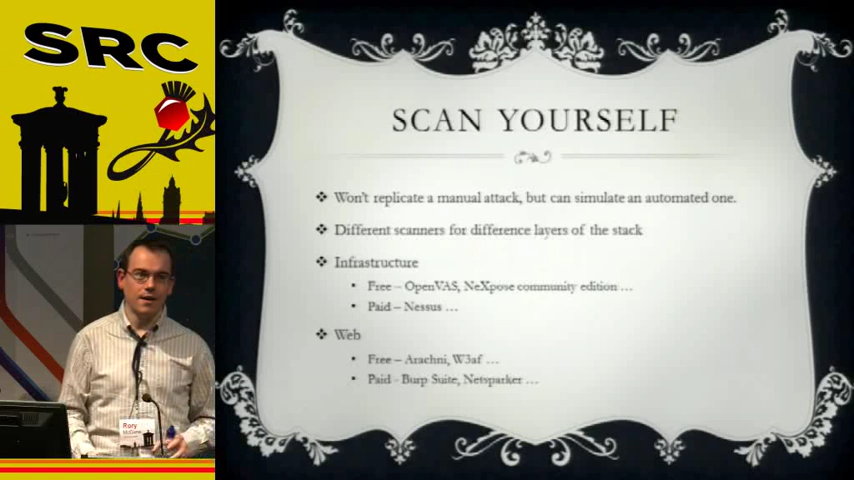 SRC
SCAN YOURSELF
Won't replicate a manual attack, but can simulate an automated one.
Different scanners for difference layers of the stack
Infrastructure
Free – OpenVAS, NeXpose community edition …
Paid – Nessus …
Web
Free – Arachni, W3af …
Paid - Burp Suite, Netsparker …
Rory